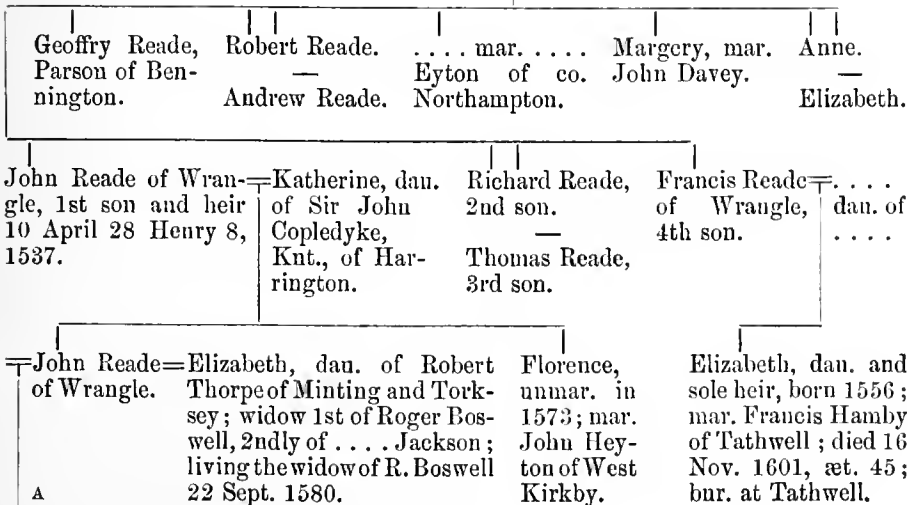 Geoffry Reade,
Parson of Ben-
nington.
Robert Reade.
—
Andrew Reade.
. . . . mar. . . . . .
Eyton of co.
Northampton.
Margery, mar.
John Davey.
Anne.
—
Elizabeth.
John Reade of Wran-
gle, 1st son and heir
10 April 28 Henry 8,
1537.
Katherine, dau.
of Sir John
Copledyke,
Knt., of Har-
rington.
Richard Reade,
2nd son.
—
Thomas Reade,
3rd son.
Francis Reade
of Wrangle,
4th son.
. . . .
dau. of
. . . .
John Reade
of Wrangle.
Elizabeth, dau. of Robert
Thorpe of Minting and Tork-
sey; widow 1st of Roger Bos-
well, 2ndly of . . . . Jackson;
living the widow of R. Boswell
22 Sept. 1580.
Florence,
unmar. in
1573; mar.
John Hey-
ton of West
Kirkby.
Elizabeth, dau. and
sole heir, born 1556;
mar. Francis Hamby
of Tathwell; died 16
Nov. 1601, æt. 45;
bur. at Tathwell.
A